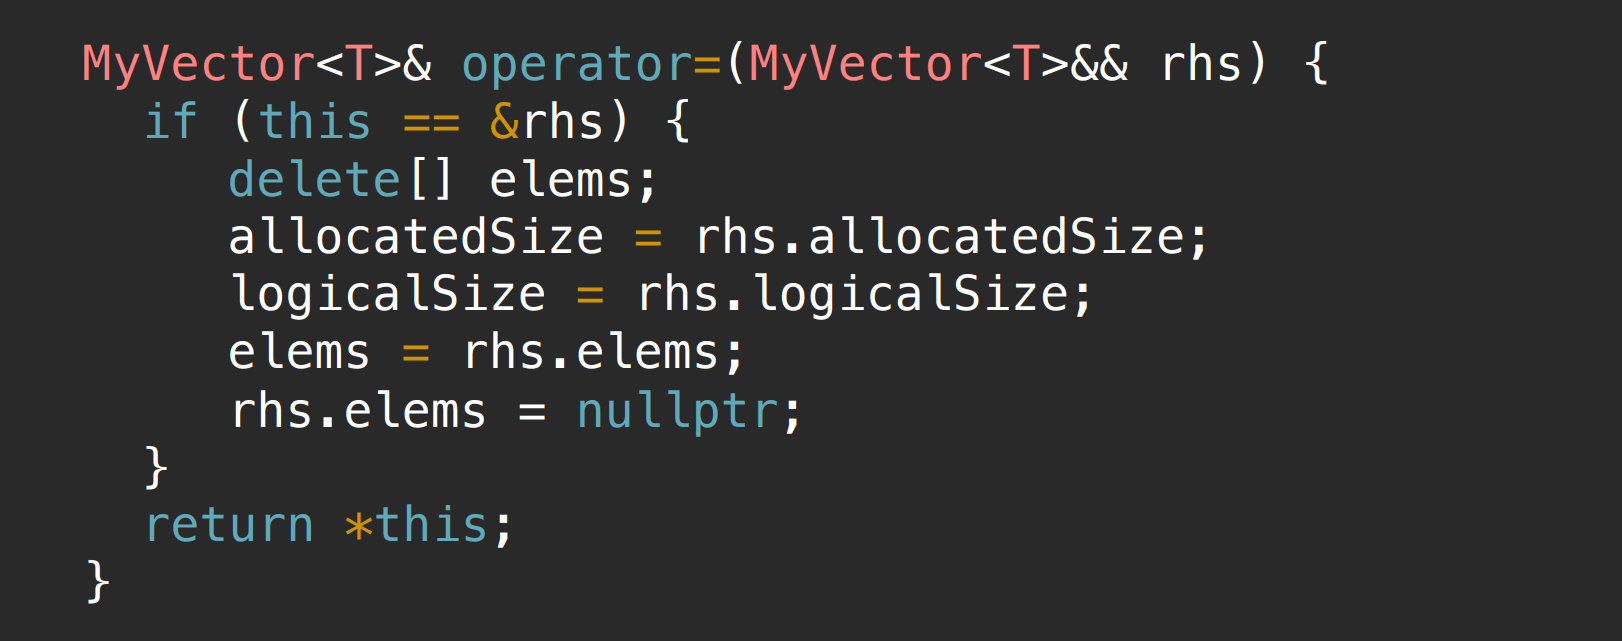 MyVector<T>& operator=(MyVector<T>&& rhs) {
if (this == &rhs) {
delete[] elems;
allocatedSize = rhs.allocatedSize;
logicalSize = rhs.logicalSize;
elems = rhs.elems;
rhs.elems = nullptr;
}
return *this;
}